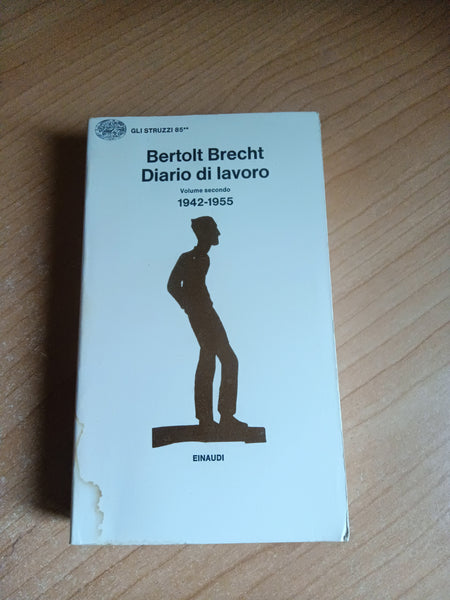 GLI STRUZZI 85**
Bertolt Brecht
Diario di lavoro
Volume secondo
1942-1955
EINAUDI